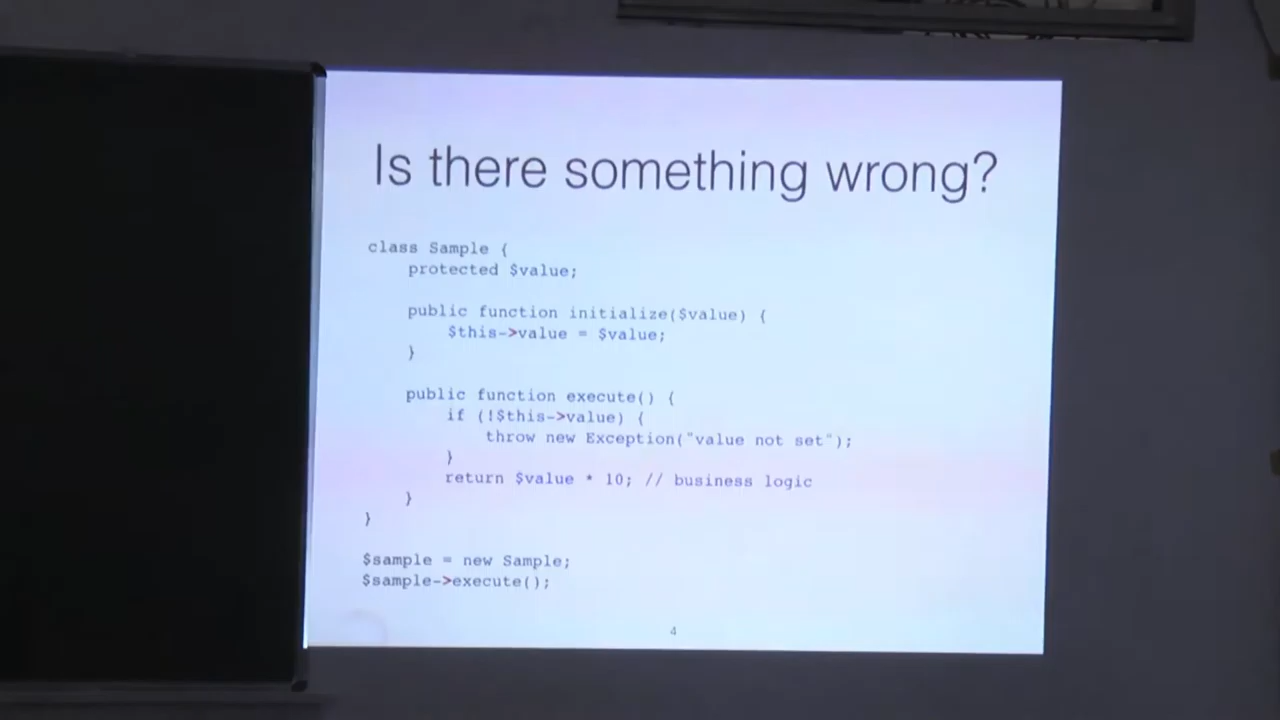 Is there something wrong?
class Sample {
    protected $value;
    public function initialize($value) {
        $this->value = $value;
    }
    public function execute() {
        if (!$this->value) {
            throw new Exception("value not set");
        }
        return $value * 10; // business logic
    }
}
$sample = new Sample;
$sample->execute();
4